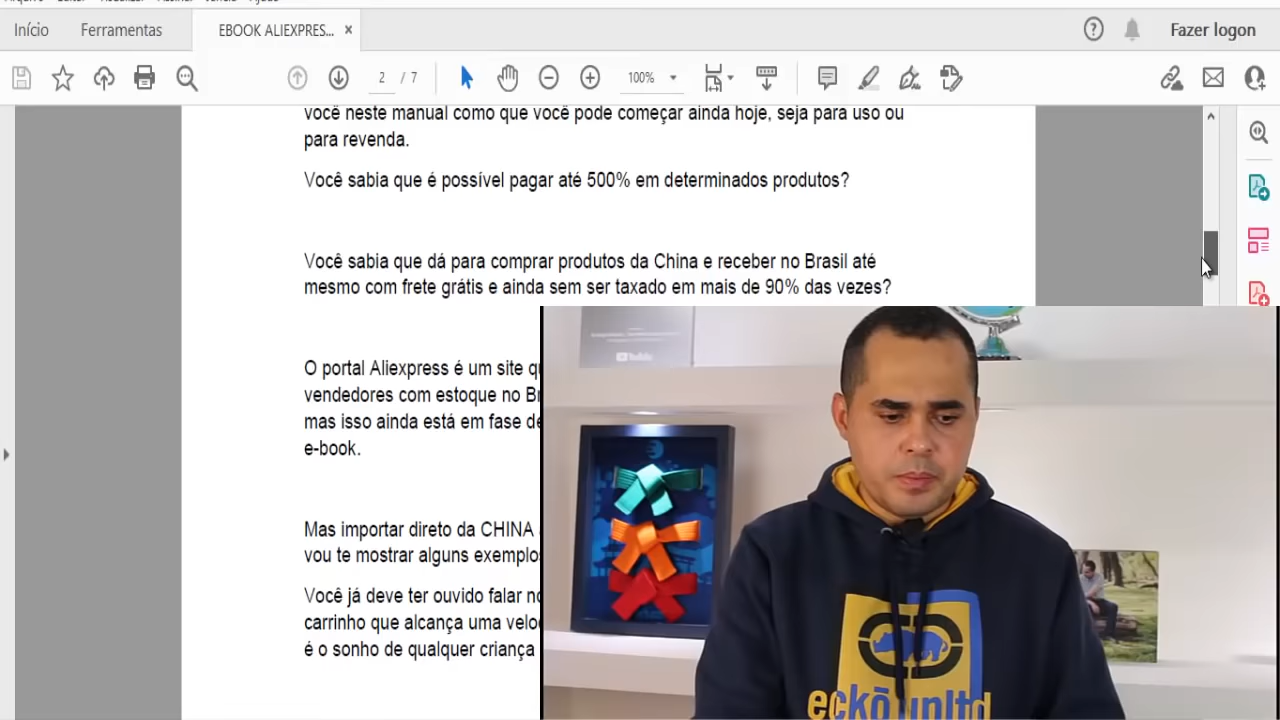 Início
Ferramentas
EBOOK ALIEXPRES... ×
Fazer logon
2 / 7
100%
você neste manual como que você pode começar ainda hoje, seja para uso ou
para revenda.
Você sabia que é possível pagar até 500% em determinados produtos?
Você sabia que dá para comprar produtos da China e receber no Brasil até
mesmo com frete grátis e ainda sem ser taxado em mais de 90% das vezes?
O portal Aliexpress é um site
vendedores com estoque no
mas isso ainda está em fase
e-book.
Mas importar direto da CHINA
vou te mostrar alguns exemplos
Você já deve ter ouvido falar
carrinho que alcança uma
é o sonho de qualquer criança
YouTube
eckō unltd